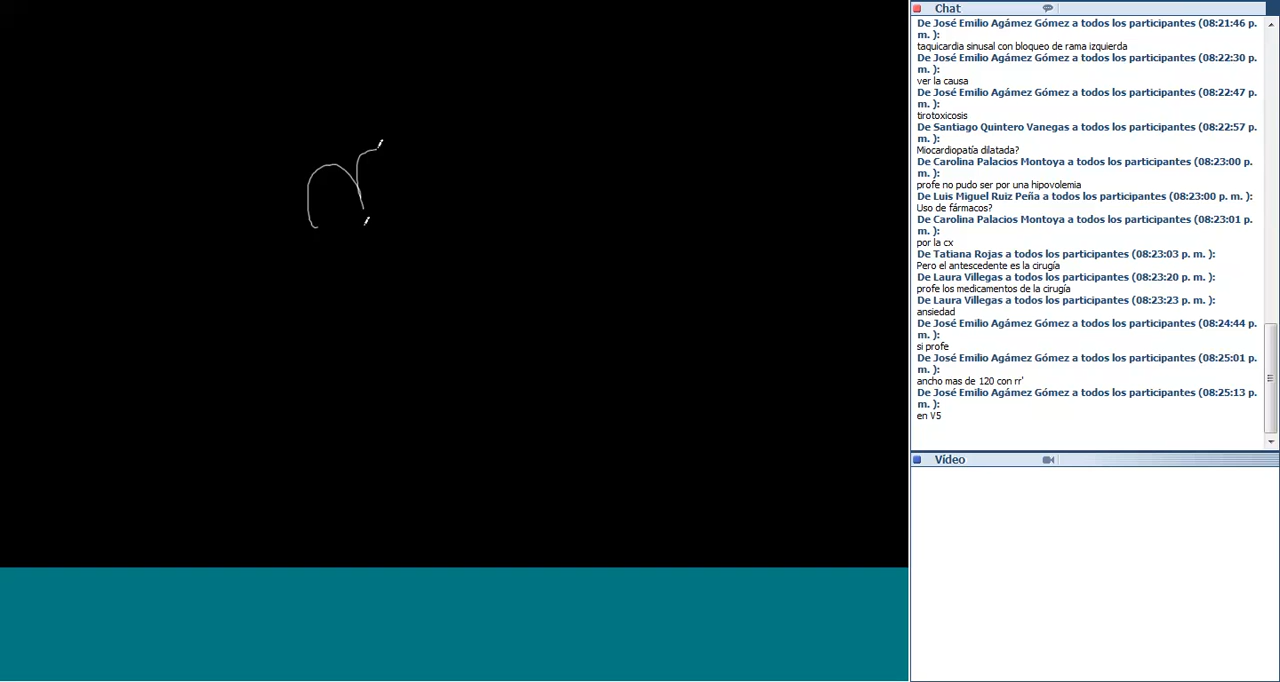 Chat
De José Emilio Agámez Gómez a todos los participantes (08:21:46 p.
m. ):
taquicardia sinusal con bloqueo de rama izquierda
De José Emilio Agámez Gómez a todos los participantes (08:22:30 p.
m. ):
ver la causa
De José Emilio Agámez Gómez a todos los participantes (08:22:47 p.
m. ):
tirotoxicosis
De Santiago Quintero Vanegas a todos los participantes (08:22:57 p.
m. ):
Miocardiopatía dilatada?
De Carolina Palacios Montoya a todos los participantes (08:23:00 p.
m. ):
profe no pudo ser por una hipovolemia
De Luis Miguel Ruiz Peña a todos los participantes (08:23:00 p. m. ):
Uso de fármacos?
De Carolina Palacios Montoya a todos los participantes (08:23:01 p.
m. ):
por la cx
De Tatiana Rojas a todos los participantes (08:23:03 p. m. ):
Pero el antescedente es la cirugía
De Laura Villegas a todos los participantes (08:23:20 p. m. ):
profe los medicamentos de la cirugía
De Laura Villegas a todos los participantes (08:23:23 p. m. ):
ansiedad
De José Emilio Agámez Gómez a todos los participantes (08:24:44 p.
m. ):
si profe
De José Emilio Agámez Gómez a todos los participantes (08:25:01 p.
m. ):
ancho mas de 120 con rr'
De José Emilio Agámez Gómez a todos los participantes (08:25:13 p.
m. ):
en V5
Vídeo